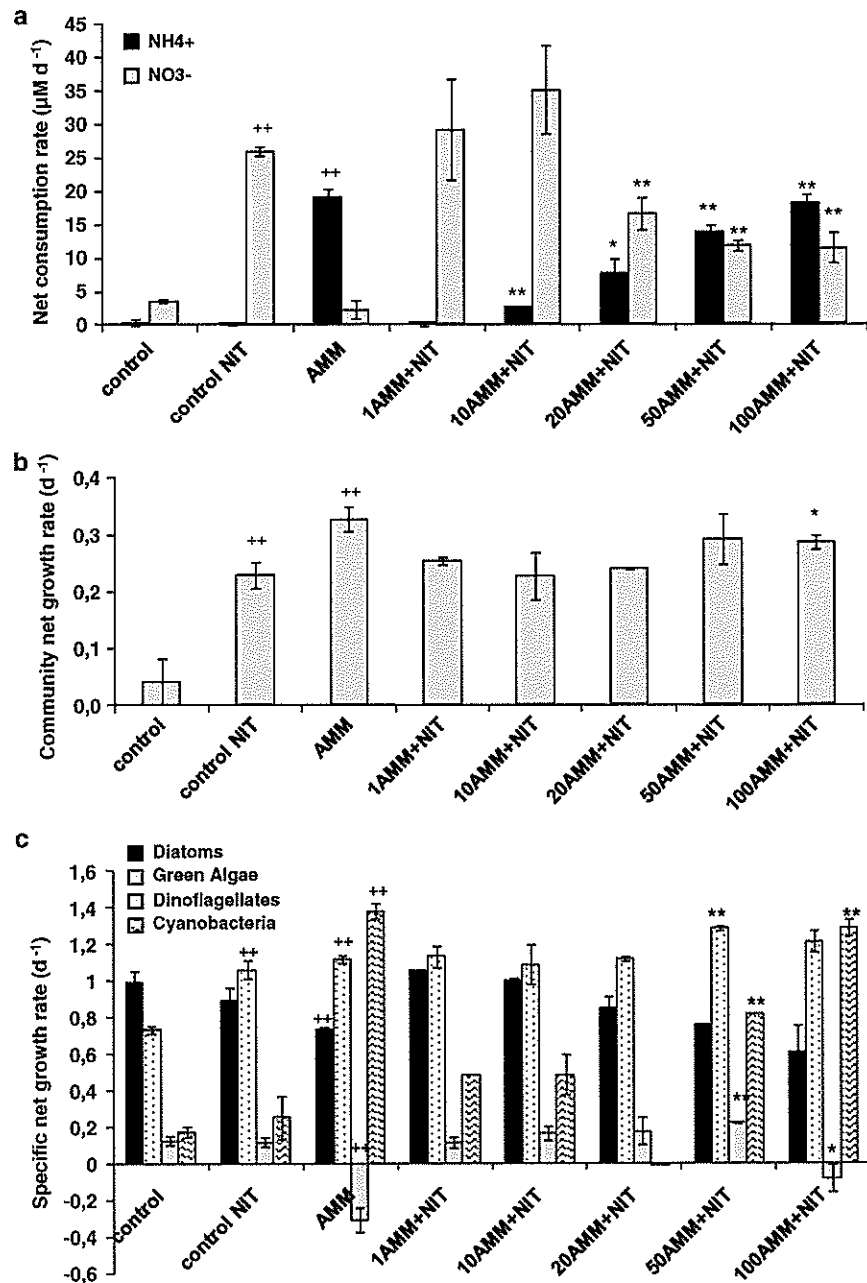 a
NH4+
NO3-
Net consumption rate (µM d⁻¹)
45
40
35
30
25
20
15
10
5
0
++
++
**
*
**
**
**
**
**
control
control NIT
AMM
1AMM+NIT
10AMM+NIT
20AMM+NIT
50AMM+NIT
100AMM+NIT
b
Community net growth rate (d⁻¹)
0,4
0,3
0,2
0,1
0,0
++
++
*
control
control NIT
AMM
1AMM+NIT
10AMM+NIT
20AMM+NIT
50AMM+NIT
100AMM+NIT
c
Diatoms
Green Algae
Dinoflagellates
Cyanobacteria
Specific net growth rate (d⁻¹)
1,6
1,4
1,2
1
0,8
0,6
0,4
0,2
0
-0,2
-0,4
-0,6
++
++
++
++
++
**
**
**
*
**
control
control NIT
AMM
1AMM+NIT
10AMM+NIT
20AMM+NIT
50AMM+NIT
100AMM+NIT